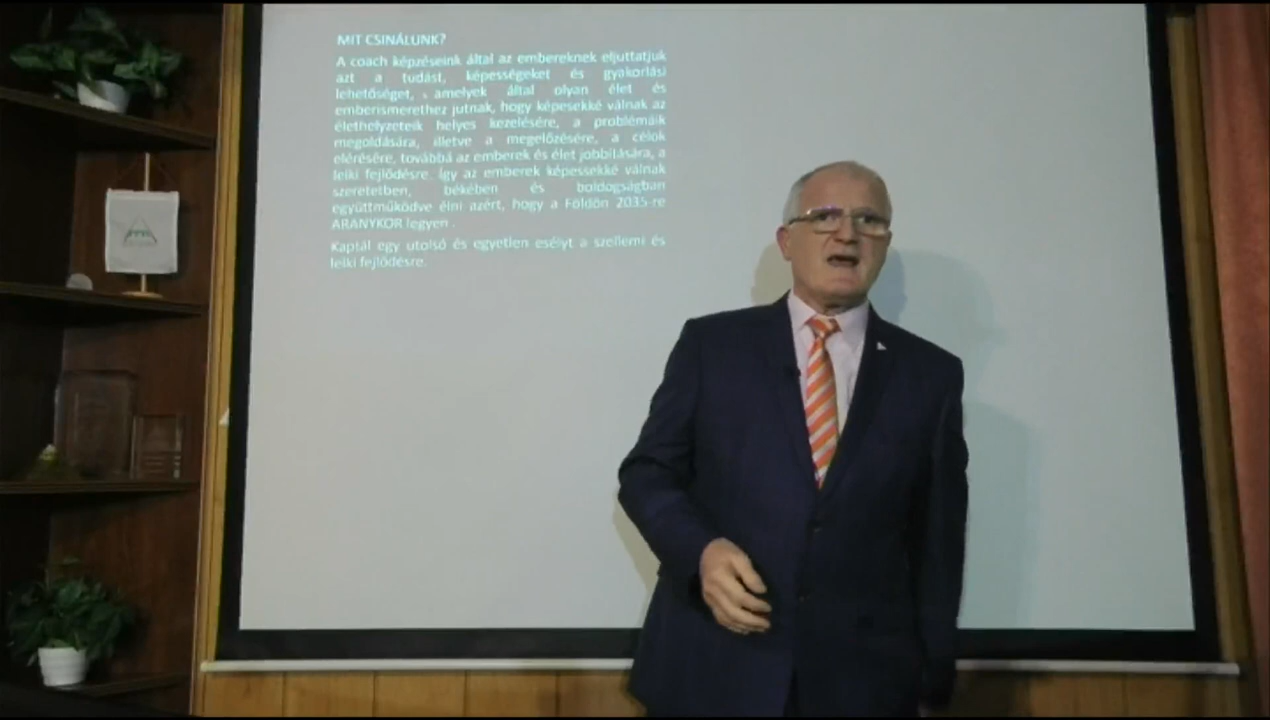 MIT CSINÁLUNK?
A coach képzéseink által az embereknek eljuttatjuk
azt a tudást, képességeket és gyakorlási
lehetőséget, amelyek által olyan élet és
emberismerethez jutnak, hogy képesekké válnak az
élethelyzeteik helyes kezelésére, a problémáik
megoldására, illetve a megelőzésére, a célok
elérésére, továbbá az emberek és élet jobbítására, a
lelki fejlődésre. Így az emberek képessekké válnak
szeretetben, békében és boldogságban
együttműködve élni azért, hogy a Földön 2035-re
ARANYKOR legyen .
Kaptál egy utolsó és egyetlen esélyt a szellemi és
lelki fejlődésre.